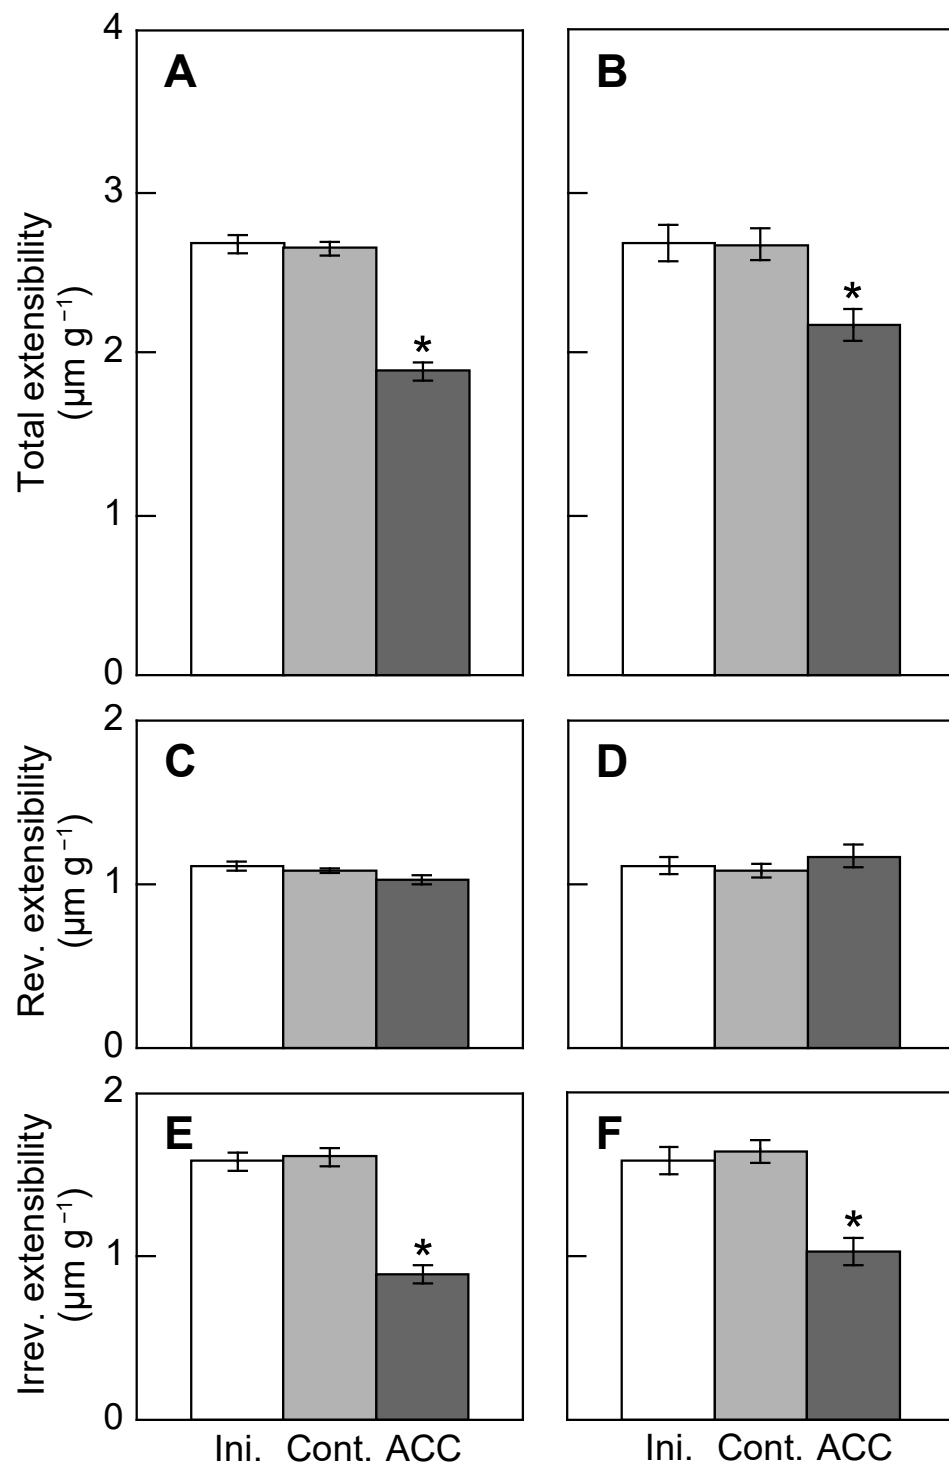 A
B
4
3
2
1
0
Total extensibility
(μm g⁻¹)
*
*
C
D
2
1
0
Rev. extensibility
(μm g⁻¹)
E
F
2
1
0
Irrev. extensibility
(μm g⁻¹)
*
*
Ini. Cont. ACC
Ini. Cont. ACC